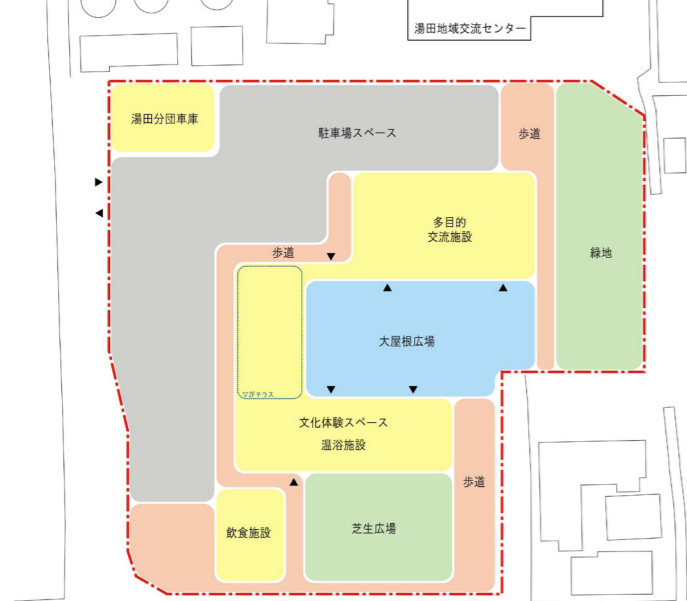 湯田地域交流センター
湯田分団車庫
駐車場スペース
歩道
多目的
交流施設
歩道
緑地
大屋根広場
▽2Fテラス
文化体験スペース
温浴施設
歩道
飲食施設
芝生広場